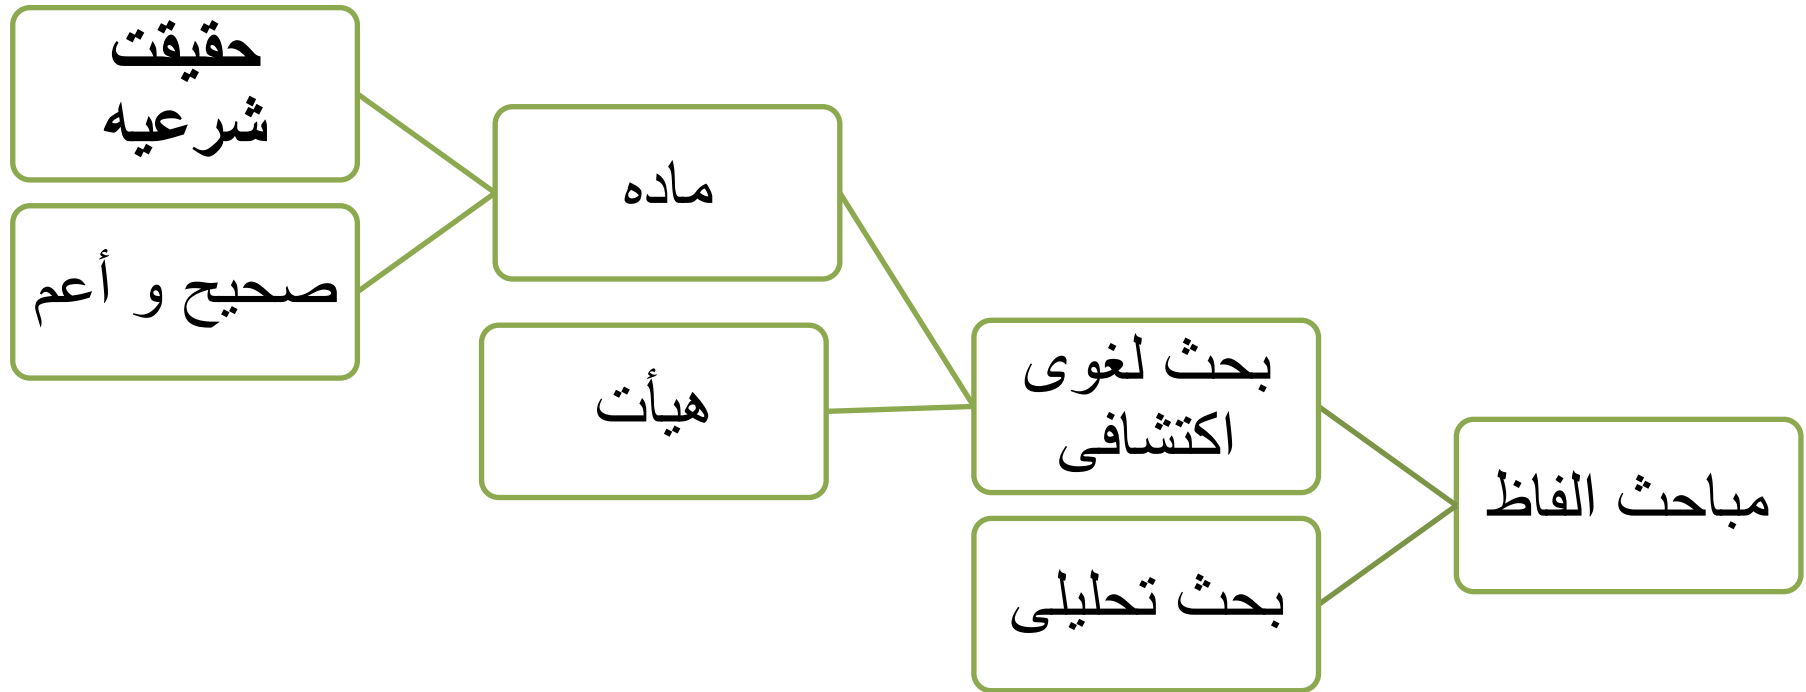 مباحث الفاظ
بحث لغوی
اکتشافی
ماده
حقیقت
شرعیه
صحیح و أعم
هیأت
بحث تحلیلی